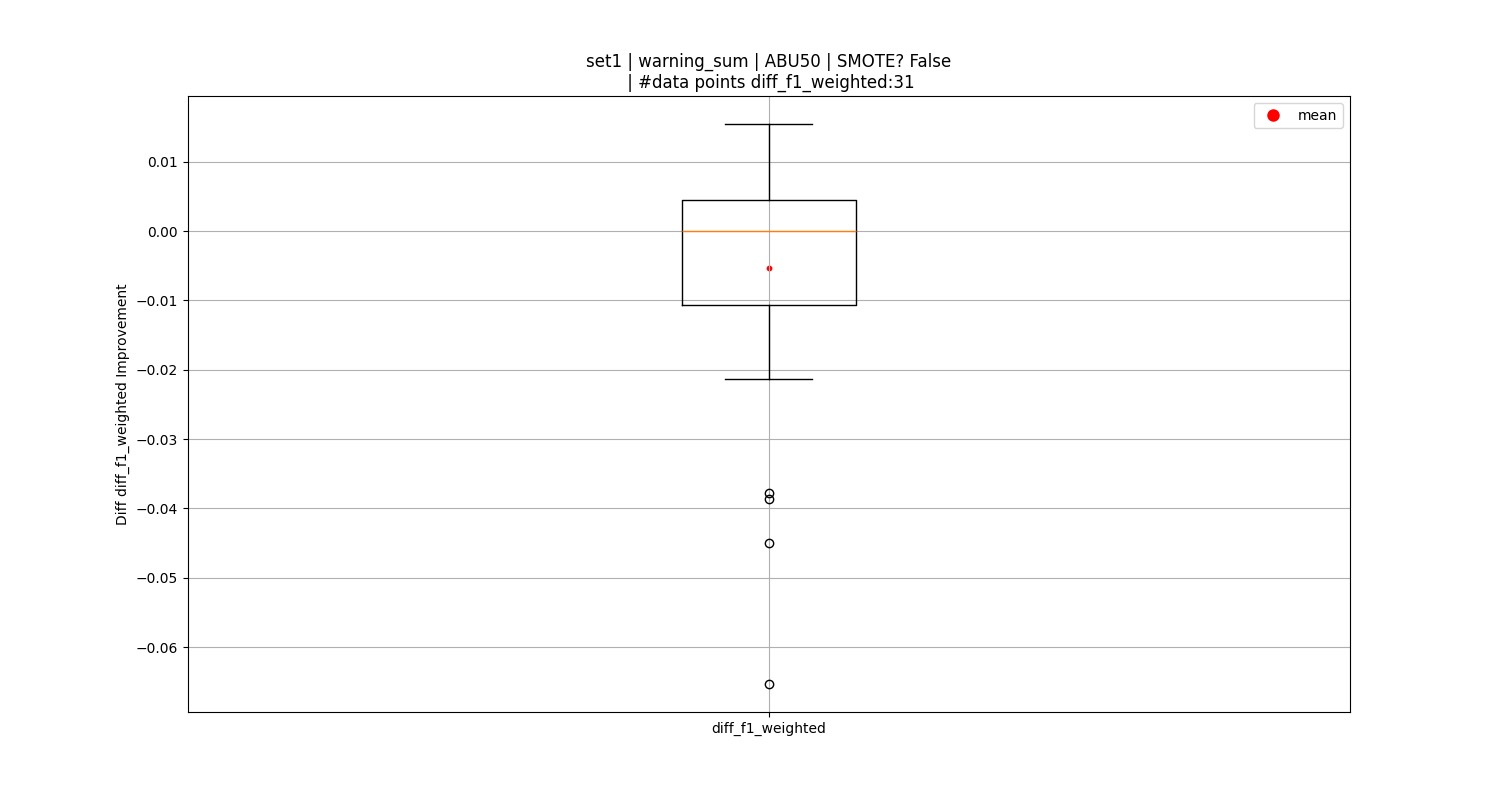 set1 | warning_sum | ABU50 | SMOTE? False
| #data points diff_f1_weighted:31
mean
0.01
0.00
−0.01
−0.02
−0.03
−0.04
−0.05
−0.06
Diff diff_f1_weighted Improvement
diff_f1_weighted